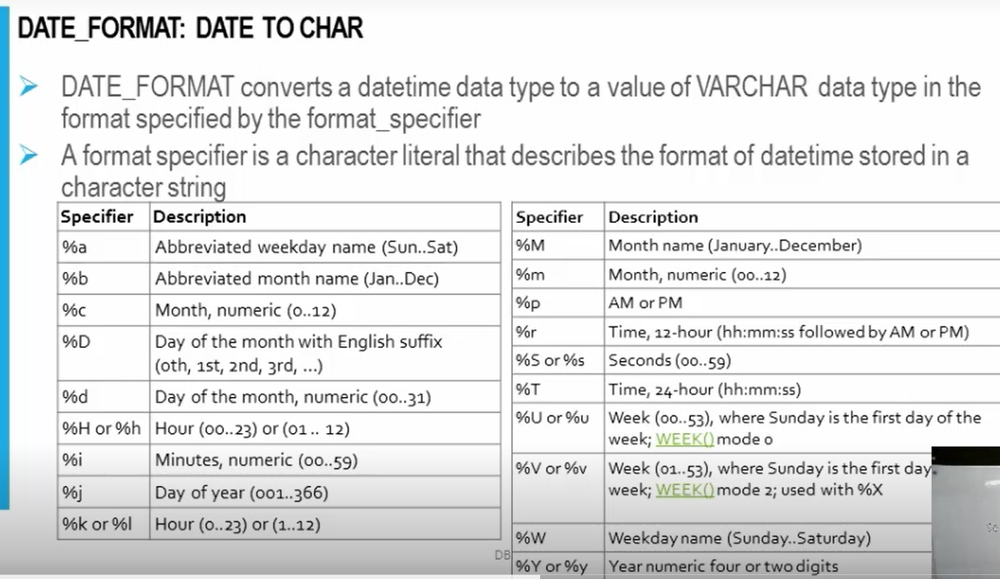 DATE_FORMAT: DATE TO CHAR
DATE_FORMAT converts a datetime data type to a value of VARCHAR data type in the
format specified by the format_specifier
A format specifier is a character literal that describes the format of datetime stored in a
character string
Specifier Description
%a Abbreviated weekday name (Sun..Sat)
%b Abbreviated month name (Jan..Dec)
%c Month, numeric (0..12)
%D Day of the month with English suffix
(0th, 1st, 2nd, 3rd, ...)
%d Day of the month, numeric (00..31)
%H or %h Hour (00..23) or (01 .. 12)
%i Minutes, numeric (00..59)
%j Day of year (001..366)
%k or %l Hour (0..23) or (1..12)
Specifier Description
%M Month name (January..December)
%m Month, numeric (00..12)
%p AM or PM
%r Time, 12-hour (hh:mm:ss followed by AM or PM)
%S or %s Seconds (00..59)
%T Time, 24-hour (hh:mm:ss)
%U or %u Week (00..53), where Sunday is the first day of the
week; WEEK() mode 0
%V or %v Week (01..53), where Sunday is the first day
week; WEEK() mode 2; used with %X
%W Weekday name (Sunday..Saturday)
%Y or %y Year numeric four or two digits
DB